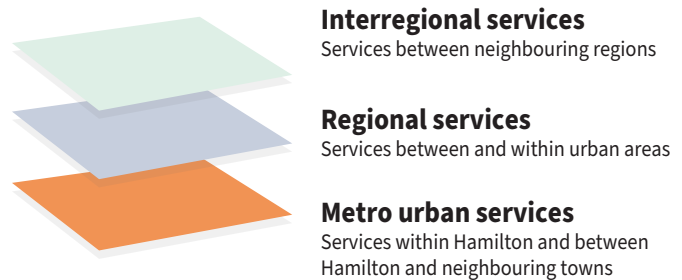 Interregional services
Services between neighbouring regions
Regional services
Services between and within urban areas
Metro urban services
Services within Hamilton and between
Hamilton and neighbouring towns